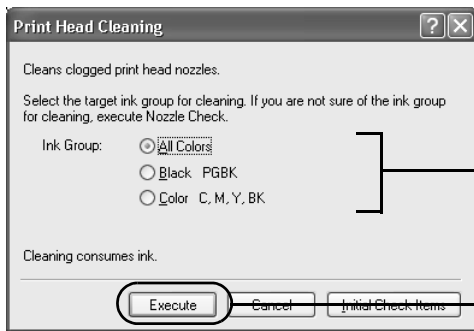 Print Head Cleaning
Cleans clogged print head nozzles.
Select the target ink group for cleaning. If you are not sure of the ink group
for cleaning, execute Nozzle Check.
Ink Group: All Colors
Black PGBK
Color C, M, Y, BK
Cleaning consumes ink.
Execute Cancel Initial Check Items